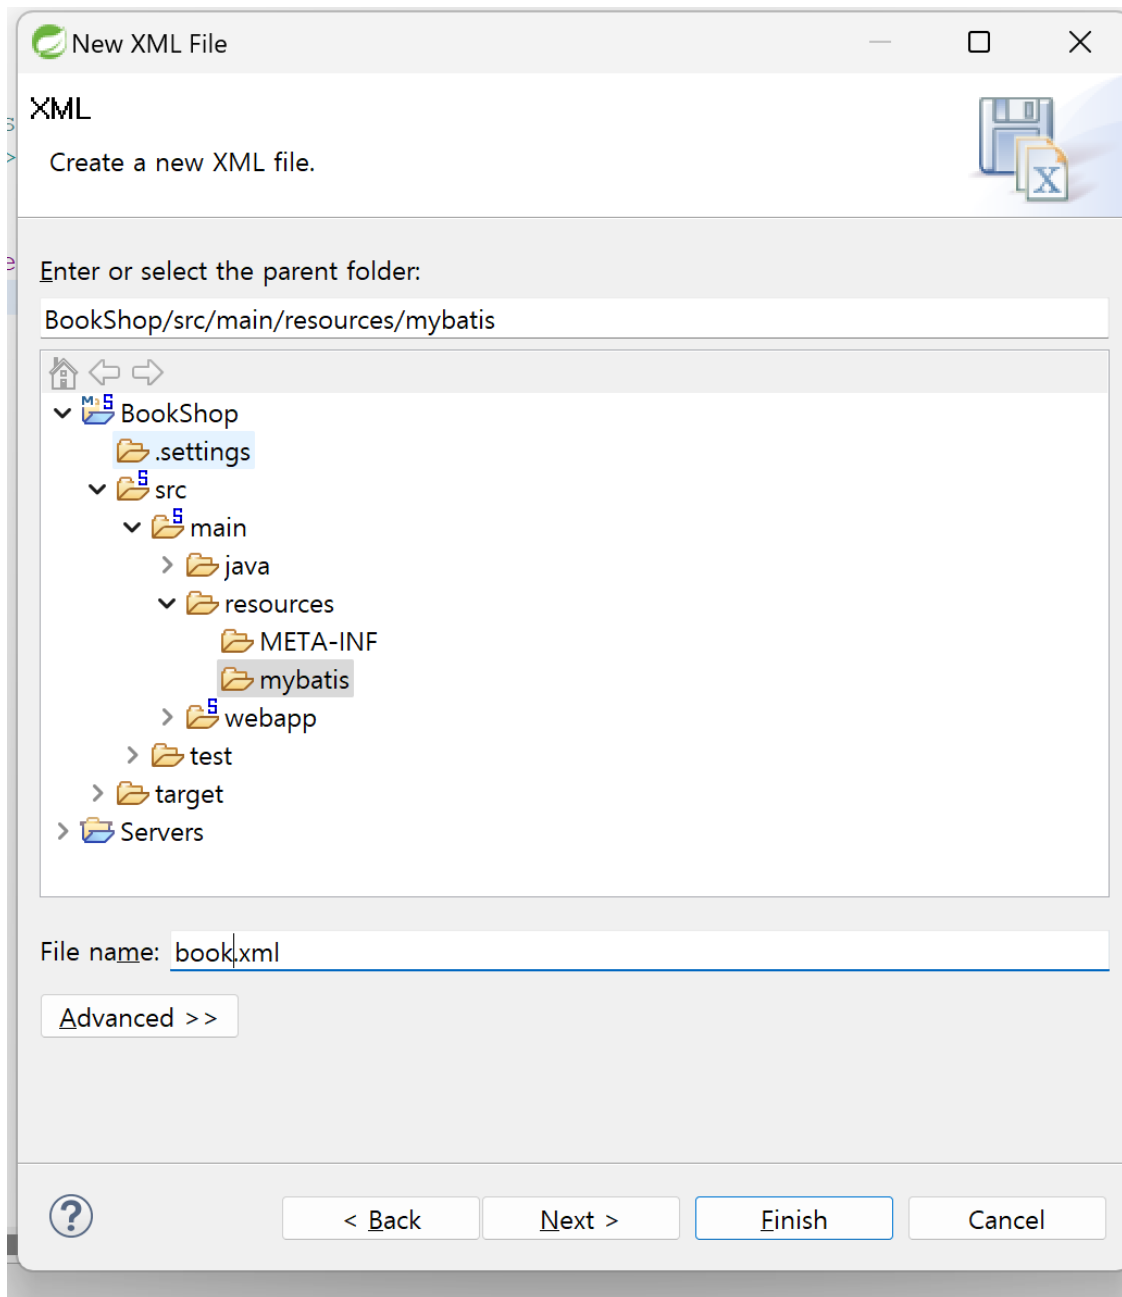 New XML File
XML
Create a new XML file.
Enter or select the parent folder:
BookShop/src/main/resources/mybatis
BookShop
.settings
src
main
java
resources
META-INF
mybatis
webapp
test
target
Servers
File name: book.xml
Advanced >>
< Back Next > Finish Cancel